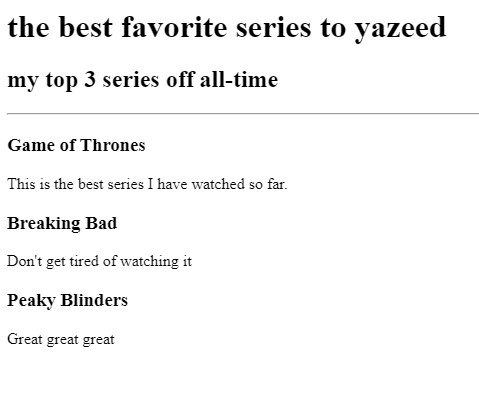 the best favorite series to yazeed
my top 3 series off all-time
Game of Thrones
This is the best series I have watched so far.
Breaking Bad
Don't get tired of watching it
Peaky Blinders
Great great great